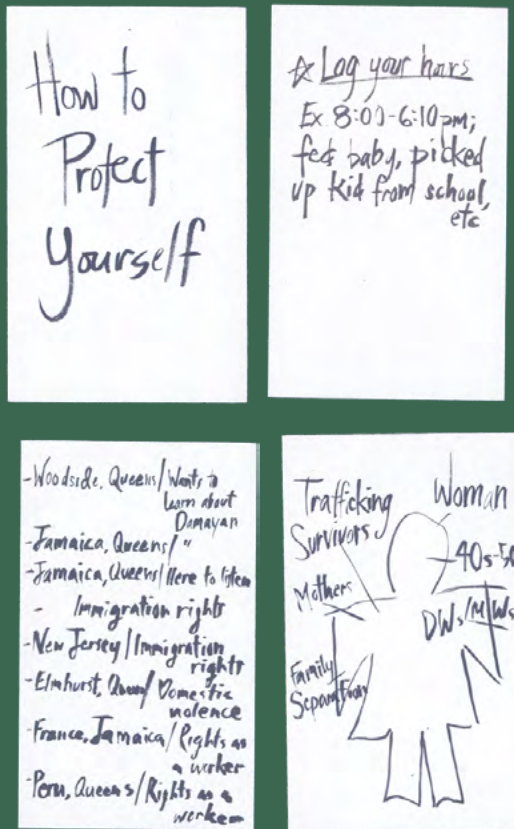 How to
Protect
Yourself
☆ Log your hours
Ex 8:00-6:10pm;
fed baby, picked
up kid from school,
etc
-Woodside, Queens/Wants to
learn about
Damayan
-Jamaica, Queens/"
-Jamaica, Queens/Here to listen
- Immigration rights
-New Jersey/Immigration
rights
-Elmhurst, Queens/Domestic
violence
-France, Jamaica/Rights as
a worker
-Peru, Queens/Rights as a
worker
Trafficking
Survivors
Woman
Mothers
40s-50
DWs/MWs
Family
Separation